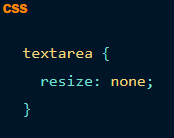 css
textarea {
  resize: none;
}